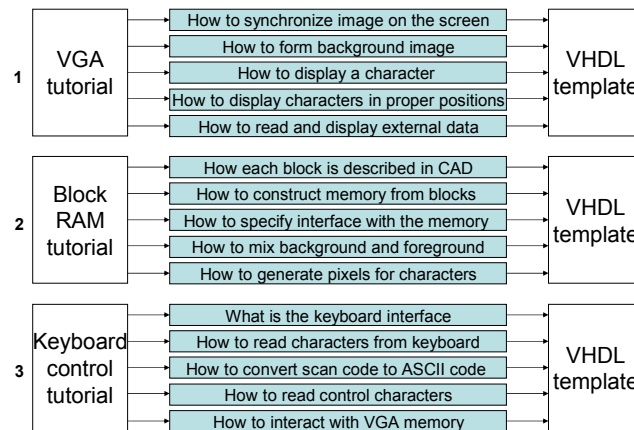 1
VGA
tutorial
How to synchronize image on the screen
How to form background image
How to display a character
How to display characters in proper positions
How to read and display external data
VHDL
template
2
Block
RAM
tutorial
How each block is described in CAD
How to construct memory from blocks
How to specify interface with the memory
How to mix background and foreground
How to generate pixels for characters
VHDL
template
3
Keyboard
control
tutorial
What is the keyboard interface
How to read characters from keyboard
How to convert scan code to ASCII code
How to read control characters
How to interact with VGA memory
VHDL
template